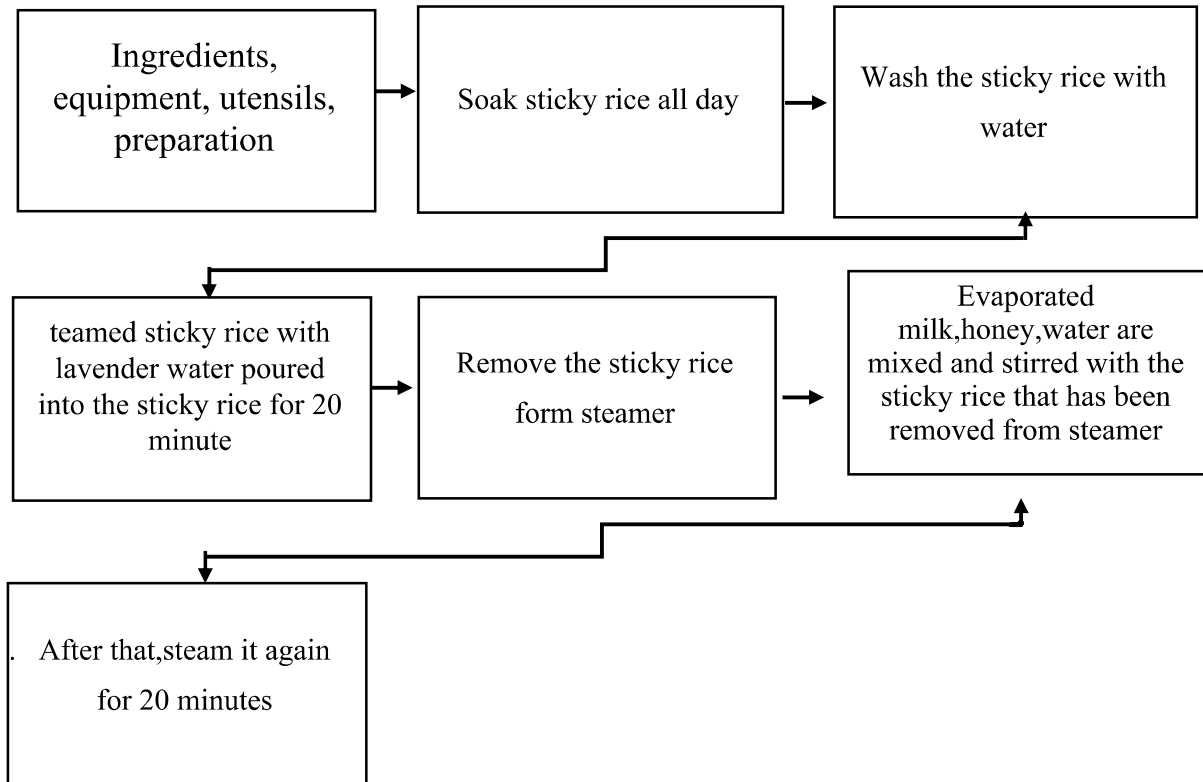 Ingredients,
equipment, utensils,
preparation
Soak sticky rice all day
Wash the sticky rice with
water
teamed sticky rice with
lavender water poured
into the sticky rice for 20
minute
Remove the sticky rice
form steamer
Evaporated
milk,honey,water are
mixed and stirred with the
sticky rice that has been
removed from steamer
. After that,steam it again
for 20 minutes